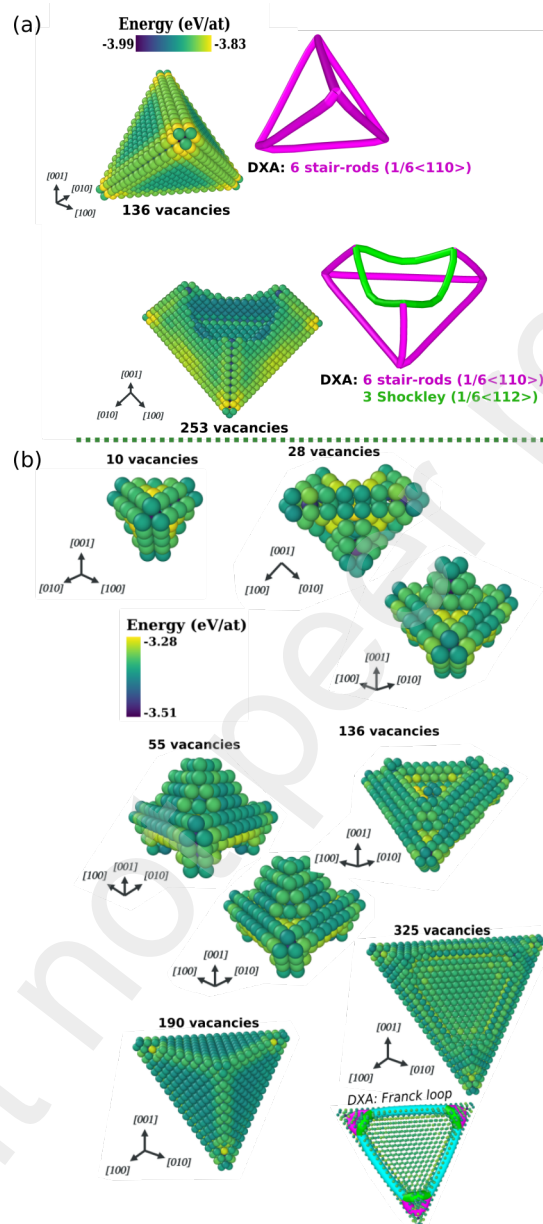 (a)
Energy (eV/at)
-3.99 -3.83
DXA: 6 stair-rods (1/6<110>)
[001]
[010]
[100]
136 vacancies
[001]
[010] [100]
DXA: 6 stair-rods (1/6<110>)
3 Shockley (1/6<112>)
253 vacancies
(b)
10 vacancies
28 vacancies
[001]
[010] [100]
[001]
[100] [010]
Energy (eV/at)
-3.28
-3.51
[001]
[100] [010]
55 vacancies
136 vacancies
[001]
[100] [010]
[001]
[100] [010]
[001]
[100] [010]
325 vacancies
[001]
[100] [010]
190 vacancies
[001]
[100] [010]
DXA: Franck loop
not peer r